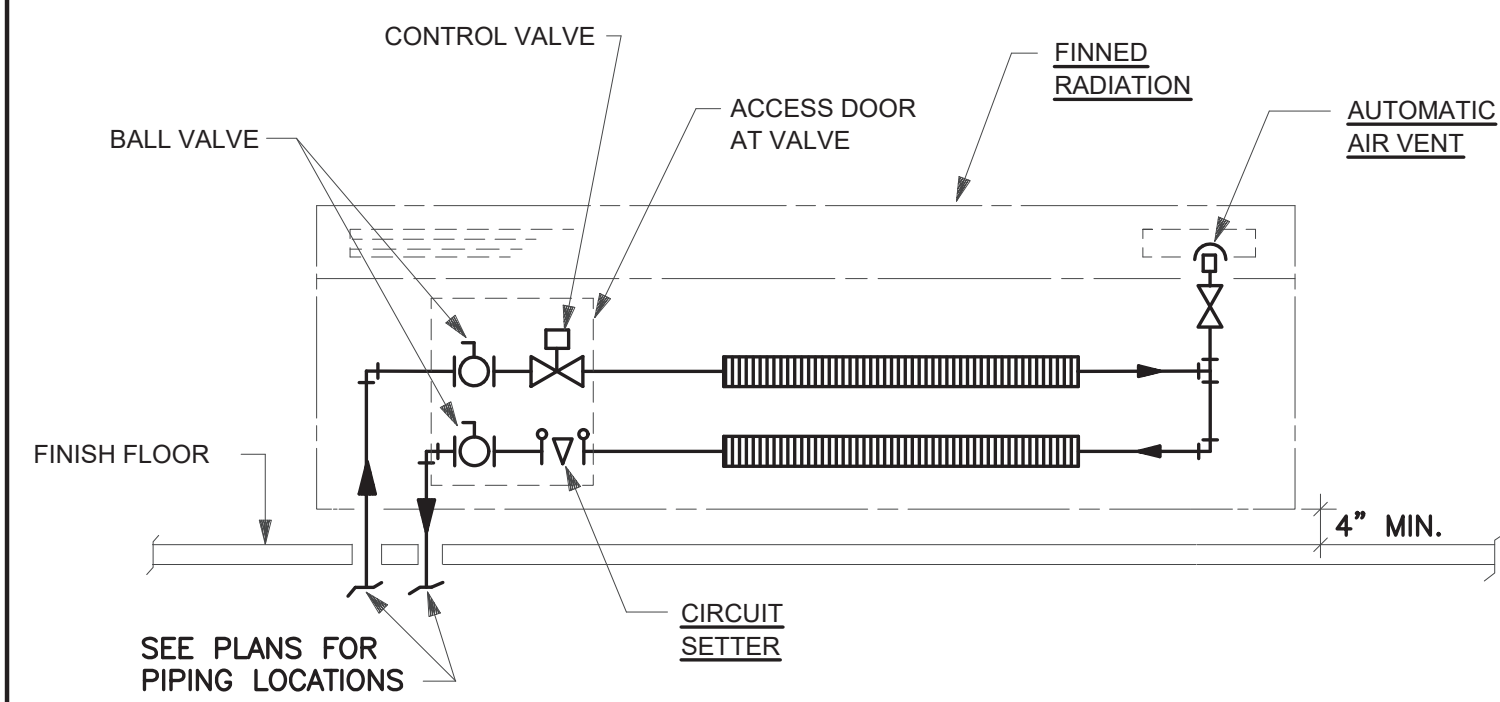 CONTROL VALVE
FINNED
RADIATION
ACCESS DOOR
AT VALVE
AUTOMATIC
AIR VENT
BALL VALVE
FINISH FLOOR
4” MIN.
CIRCUIT
SETTER
SEE PLANS FOR
PIPING LOCATIONS